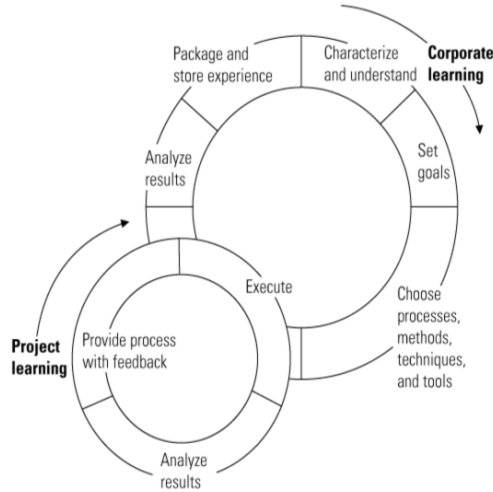 Package and
store experience
Characterize
and understand
Corporate
learning
Set
goals
Analyze
results
Execute
Choose
processes,
methods,
techniques,
and tools
Project
learning
Provide process
with feedback
Analyze
results